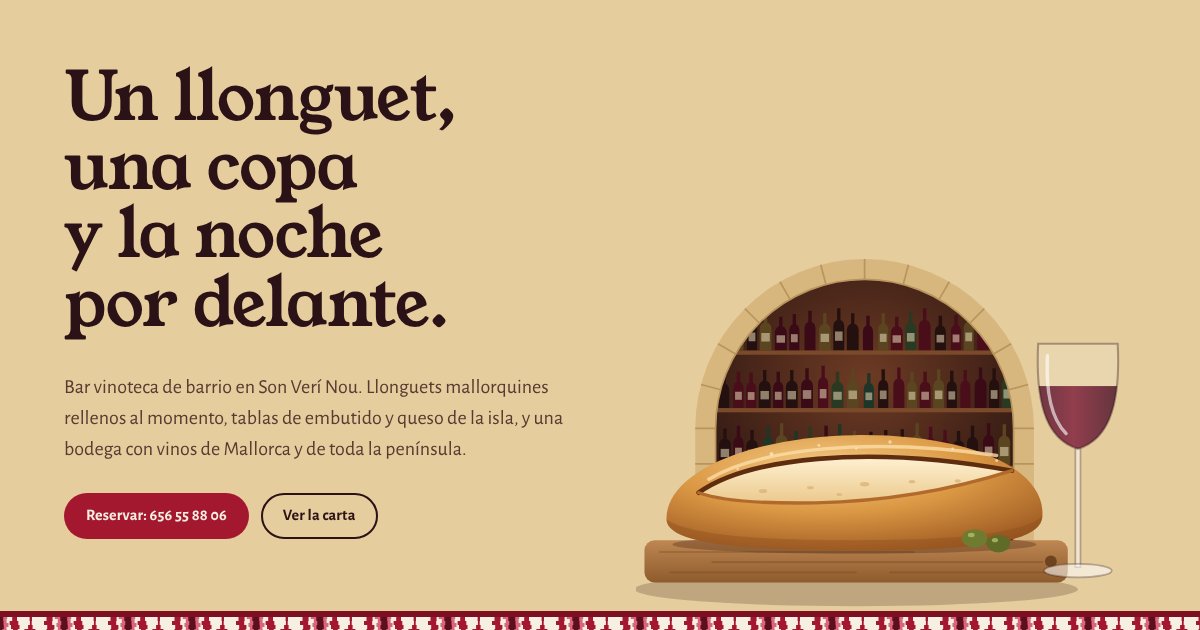 Un llonguet,
una copa
y la noche
por delante.
Bar vinoteca de barrio en Son Verí Nou. Llonguets mallorquines
rellenos al momento, tablas de embutido y queso de la isla, y una
bodega con vinos de Mallorca y de toda la península.
Reservar: 656 55 88 06
Ver la carta